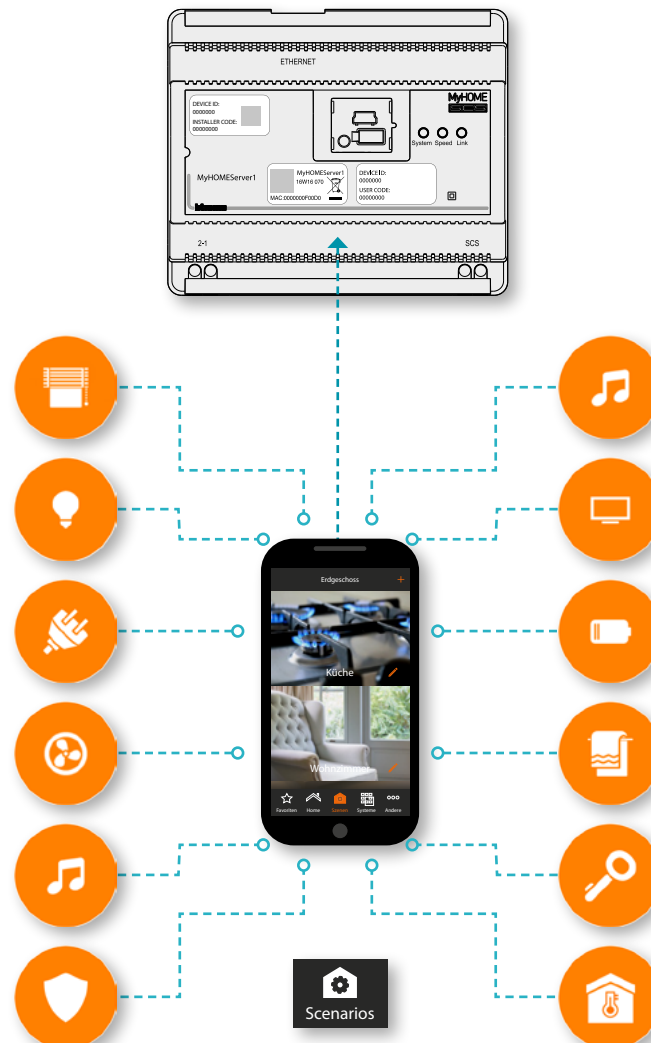 ETHERNET
MyHOME
DEVICE ID:
0000000
INSTALLER CODE:
00000000
System Speed Link
MyHOMEServer1
MyHOMEServer1
16W16 070
MAC:0000000F00D0
DEVICE ID:
0000000
USER CODE:
00000000
2-1
SCS
Erdgeschoss +
Küche
Wohnzimmer
Favoriten Home Szenen Systeme Andere
Scenarios